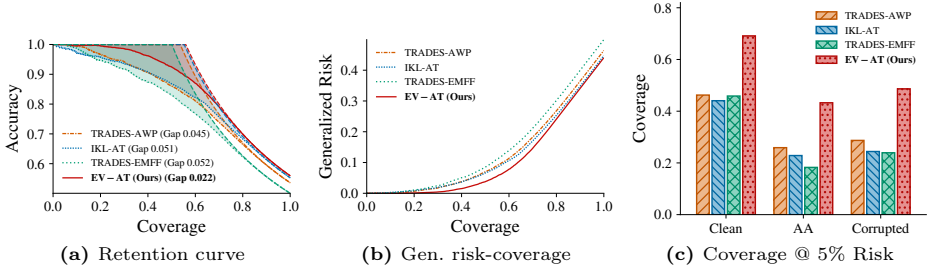 Accuracy
1.0
0.9
0.8
0.7
0.6
TRADES-AWP (Gap 0.045)
IKL-AT (Gap 0.051)
TRADES-EMFF (Gap 0.052)
EV−AT (Ours) (Gap 0.022)
0.0 0.2 0.4 0.6 0.8 1.0
Coverage
(a) Retention curve
Generalized Risk
0.4
0.3
0.2
0.1
0.0
TRADES-AWP
IKL-AT
TRADES-EMFF
EV−AT (Ours)
0.0 0.2 0.4 0.6 0.8 1.0
Coverage
(b) Gen. risk-coverage
Coverage
0.8
0.6
0.4
0.2
0.0
TRADES-AWP
IKL-AT
TRADES-EMFF
EV−AT (Ours)
Clean AA Corrupted
(c) Coverage @ 5% Risk